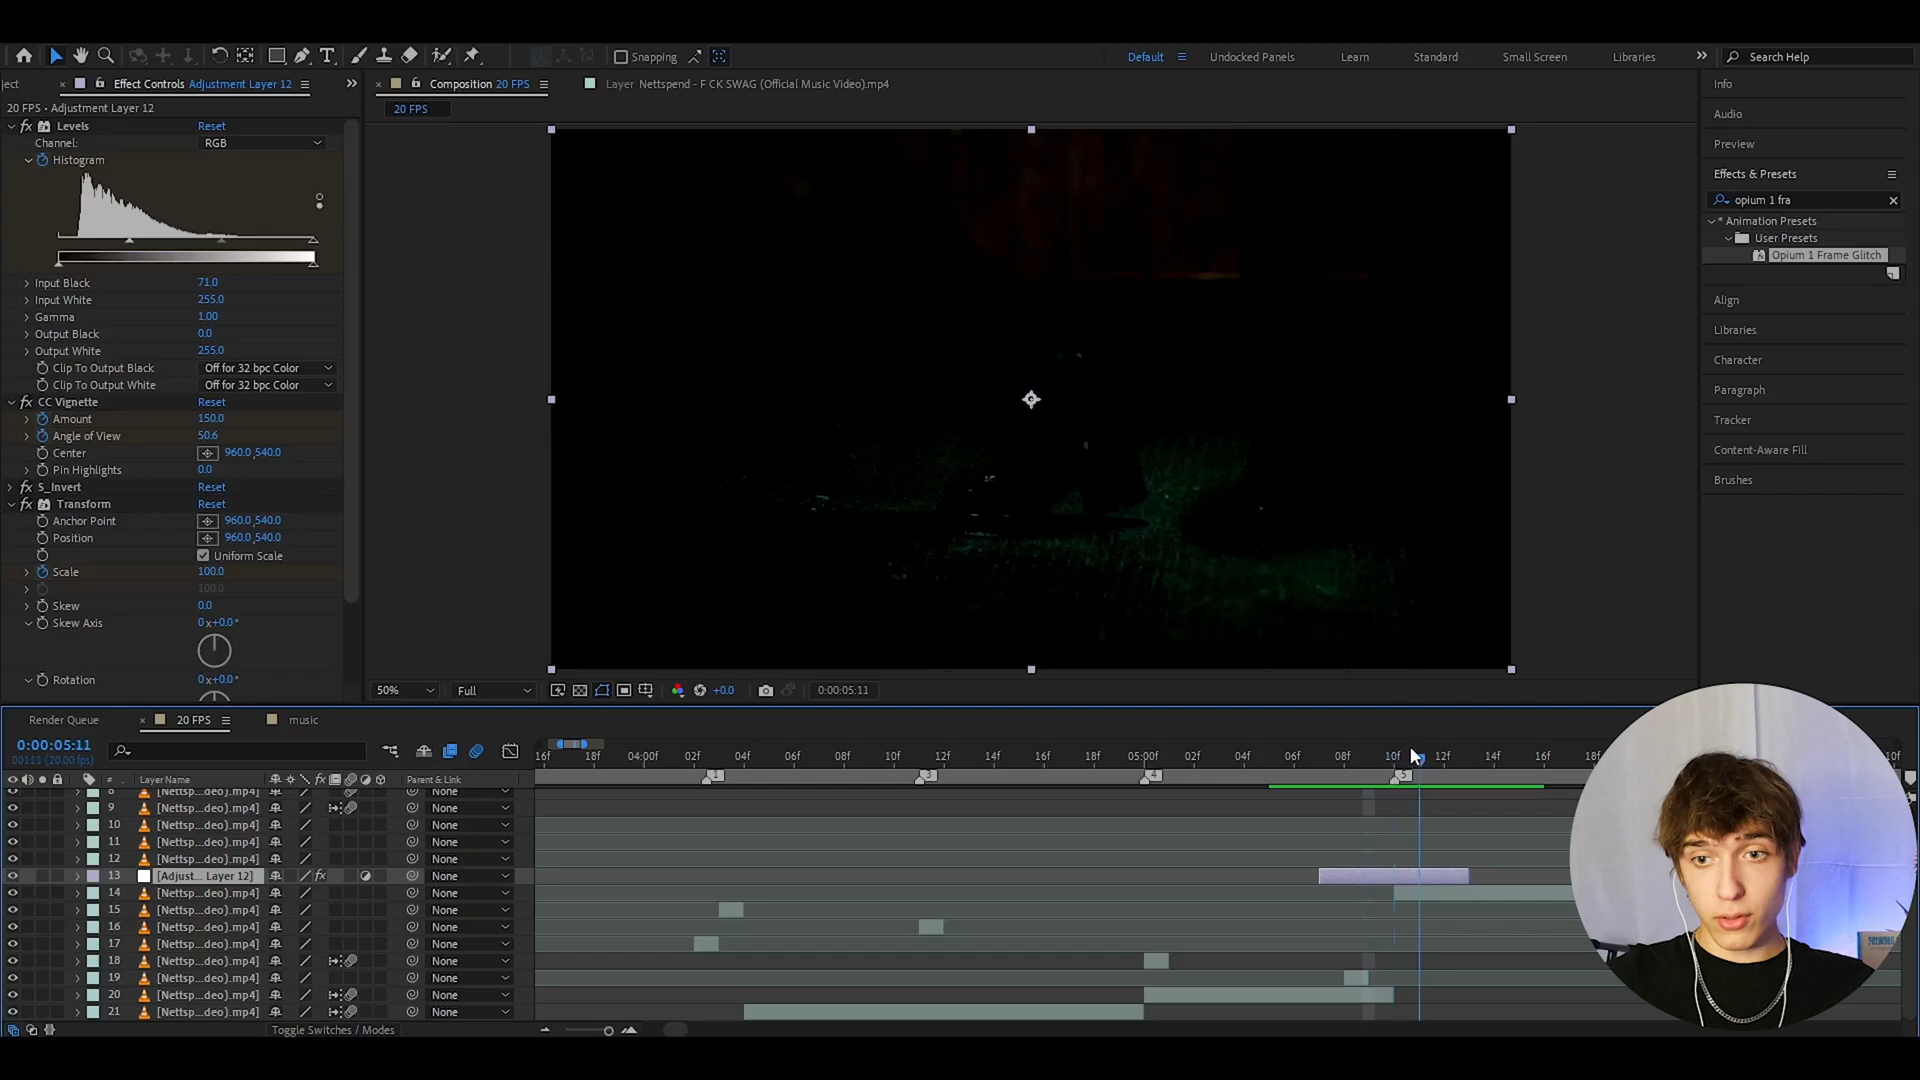 Snapping
Default
Undocked Panels
Learn
Standard
Small Screen
Libraries
Search Help
ject
Effect Controls Adjustment Layer 12
Composition 20 FPS
Layer Nettspend - F CK SWAG (Official Music Video).mp4
20 FPS • Adjustment Layer 12
20 FPS
fx Levels Reset
Channel: RGB
Histogram
Input Black 71.0
Input White 255.0
Gamma 1.00
Output Black 0.0
Output White 255.0
Clip To Output Black Off for 32 bpc Color
Clip To Output White Off for 32 bpc Color
fx CC Vignette Reset
Amount 150.0
Angle of View 50.6
Center 960.0,540.0
Pin Highlights 0.0
fx S_Invert Reset
fx Transform Reset
Anchor Point 960.0,540.0
Position 960.0,540.0
Uniform Scale
Scale 100.0
100.0
Skew 0.0
Skew Axis 0 x+0.0°
Rotation 0 x+0.0°
Info
Audio
Preview
Effects & Presets
opium 1 fra
* Animation Presets
User Presets
Opium 1 Frame Glitch
Align
Libraries
Character
Paragraph
Tracker
Content-Aware Fill
Brushes
50% Full +0.0 0:00:05:11
Render Queue
20 FPS
music
0:00:05:11
00111 (20.00 fps)
16f 18f 04:00f 02f 04f 06f 08f 10f 12f 14f 16f 18f 05:00f 02f 04f 06f 08f 10f 12f 14f 16f 18f
1 3 4 5
# Layer Name fx Parent & Link
8 [Nettsp...deo].mp4 None
9 [Nettsp...deo].mp4 None
10 [Nettsp...deo].mp4 None
11 [Nettsp...deo].mp4 None
12 [Nettsp...deo].mp4 None
13 [Adjust... Layer 12] fx None
14 [Nettsp...deo].mp4 None
15 [Nettsp...deo].mp4 None
16 [Nettsp...deo].mp4 None
17 [Nettsp...deo].mp4 None
18 [Nettsp...deo].mp4 None
19 [Nettsp...deo].mp4 None
20 [Nettsp...deo].mp4 None
21 [Nettsp...deo].mp4 None
Toggle Switches / Modes